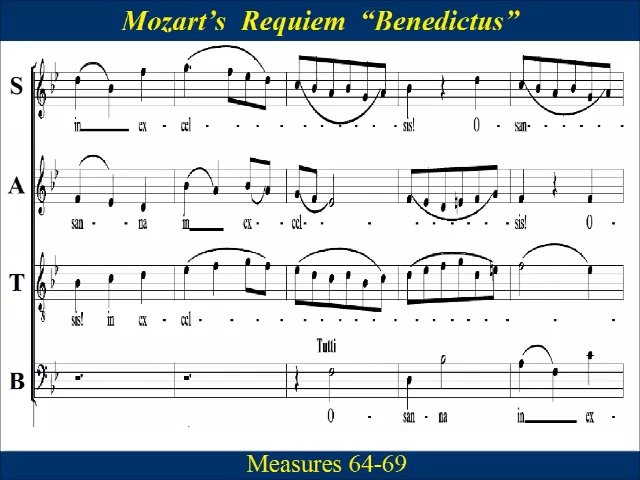 Mozart’s Requiem “Benedictus”
S
in ex - cel - - - - - - - - - sis! O - san - - - - - -
A
san - - na in ex - cel - - - - - - - - - - sis! O -
T
sis! in ex - cel - - - - - - - - - - - - - -
Tutti
B
O - san - na in ex -
Measures 64-69